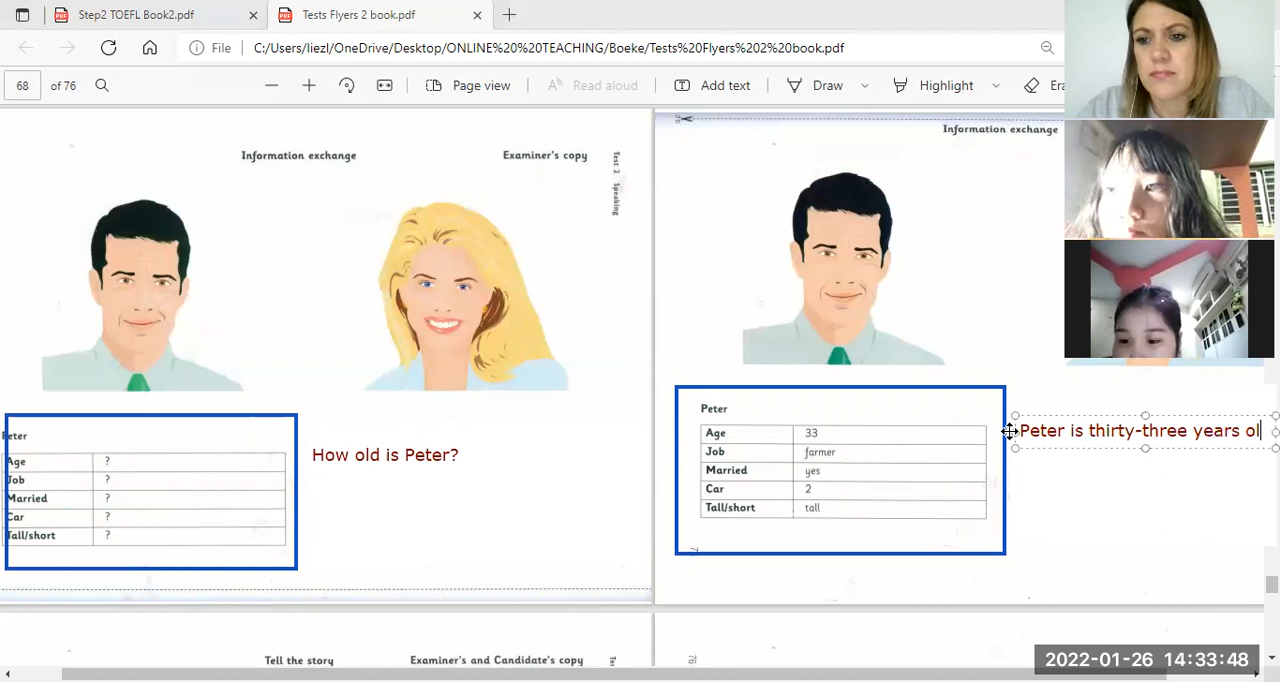 Step2 TOEFL Book2.pdf
Tests Flyers 2 book.pdf
File
C:/Users/liezl/OneDrive/Desktop/ONLINE%20%20TEACHING/Boeke/Tests%20Flyers%202%20book.pdf
68 of 76
Page view
Read aloud
Add text
Draw
Highlight
Era
Information exchange
Examiner's copy
Test 2 Speaking
Peter
Age ?
Job ?
Married ?
Car ?
Tall/short ?
How old is Peter?
Information exchange
Peter
Age 33
Job farmer
Married yes
Car 2
Tall/short tall
Peter is thirty-three years ol
Tell the story
Examiner's and Candidate's copy
2022-01-26 14:33:48